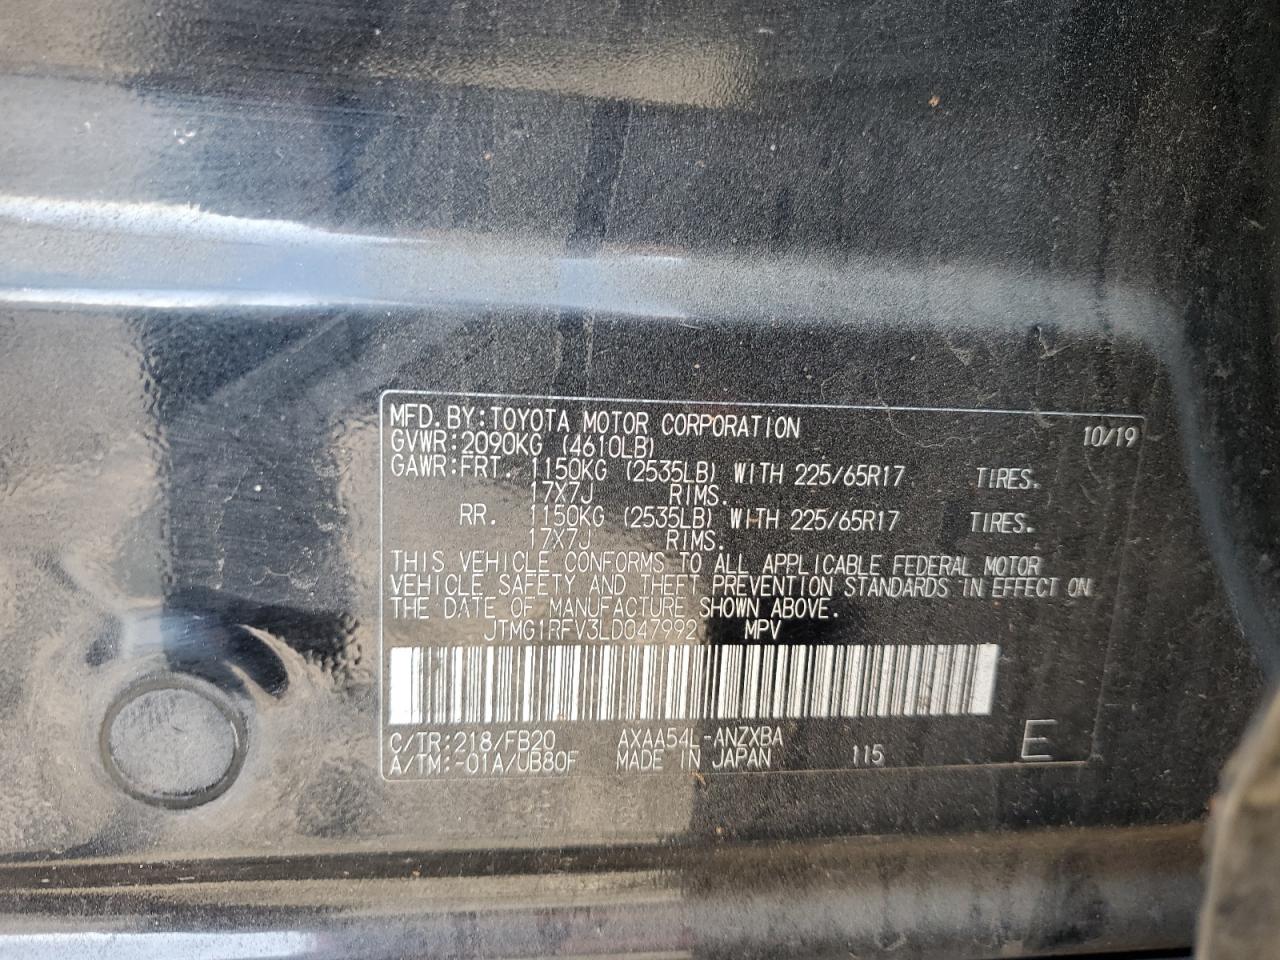 MFD.BY:TOYOTA MOTOR CORPORATION 10/19
GVWR:2090KG (4610LB)
GAWR:FRT. 1150KG (2535LB) WITH 225/65R17 TIRES.
17X7J RIMS.
RR. 1150KG (2535LB) WITH 225/65R17 TIRES.
17X7J RIMS.
THIS VEHICLE CONFORMS TO ALL APPLICABLE FEDERAL MOTOR
VEHICLE SAFETY AND THEFT PREVENTION STANDARDS IN EFFECT ON
THE DATE OF MANUFACTURE SHOWN ABOVE.
JTMG1RFV3LD047992 MPV
C/TR:218/FB20 AXAA54L-ANZXBA
A/TM:-01A/UB80F MADE IN JAPAN 115 E